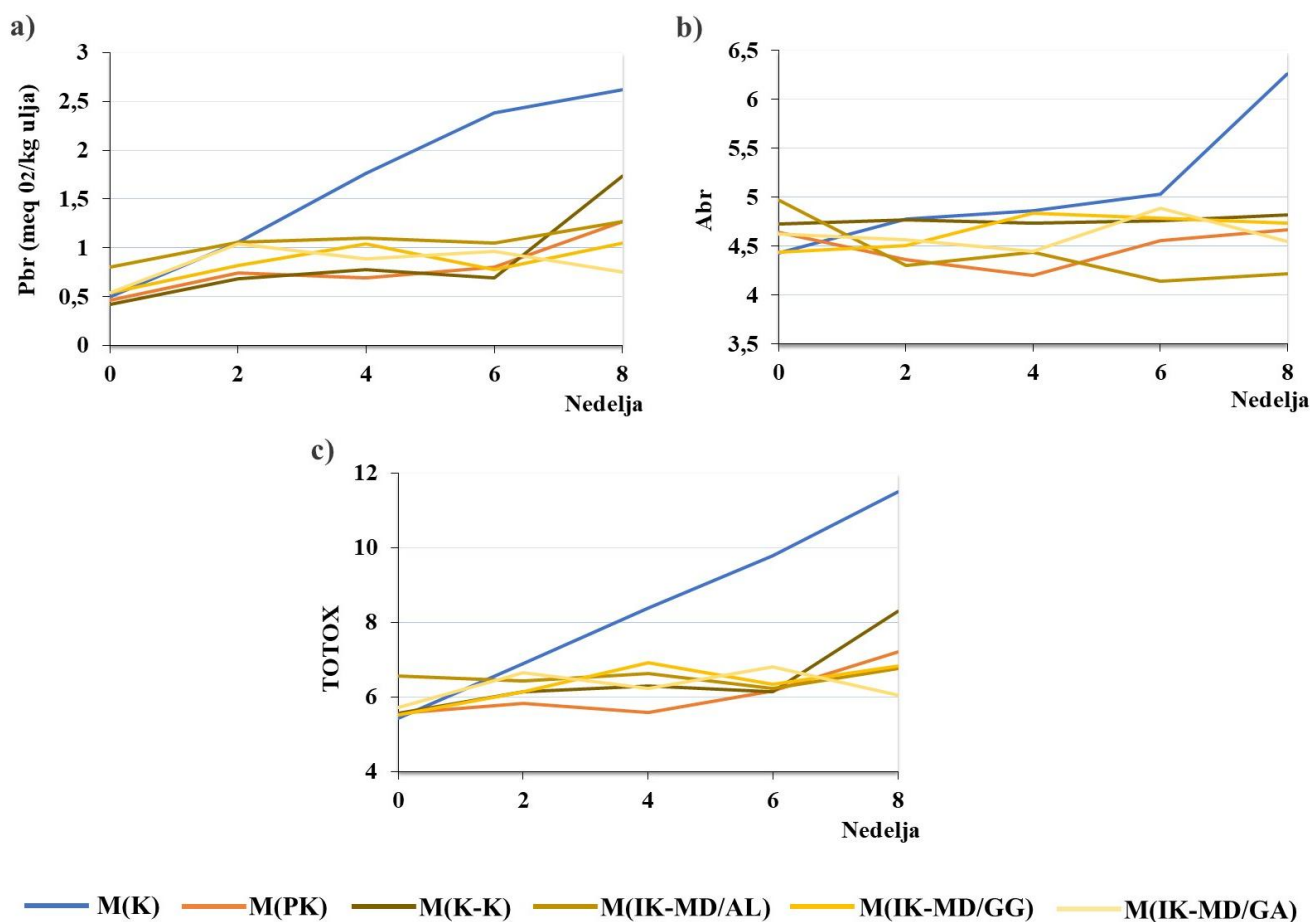 a)
Pbr (meq 02/kg ulja)
3
2,5
2
1,5
1
0,5
0
0 2 4 6 8
Nedelja
b)
Abr
6,5
6
5,5
5
4,5
4
3,5
0 2 4 6 8
Nedelja
c)
TOTOX
12
10
8
6
4
0 2 4 6 8
Nedelja
M(K) M(PK) M(K-K) M(IK-MD/AL) M(IK-MD/GG) M(IK-MD/GA)